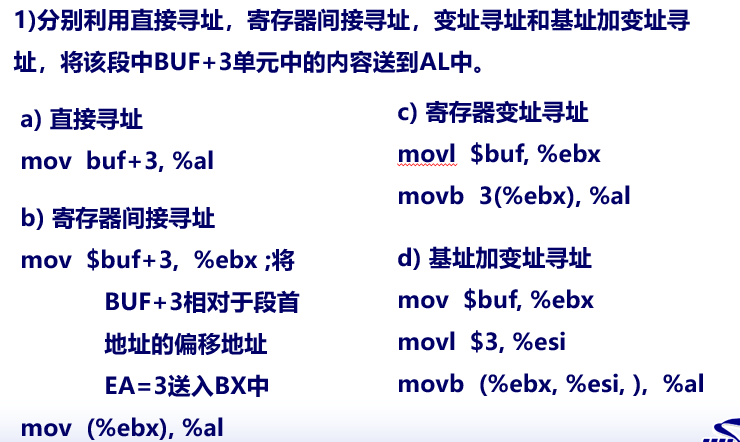 1)分别利用直接寻址，寄存器间接寻址，变址寻址和基址加变址寻
址，将该段中BUF+3单元中的内容送到AL中。
a) 直接寻址
mov buf+3, %al
b) 寄存器间接寻址
mov $buf+3, %ebx ;将
BUF+3相对于段首
地址的偏移地址
EA=3送入BX中
mov (%ebx), %al
c) 寄存器变址寻址
movl $buf, %ebx
movb 3(%ebx), %al
d) 基址加变址寻址
mov $buf, %ebx
movl $3, %esi
movb (%ebx, %esi, ), %al